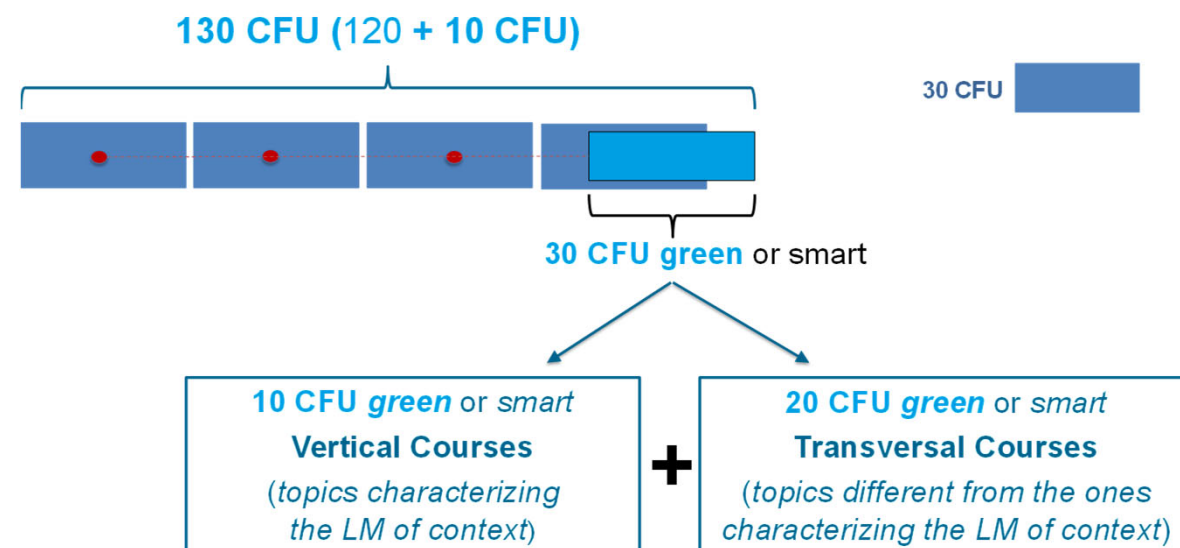 130 CFU (120 + 10 CFU)
30 CFU
30 CFU green or smart
10 CFU green or smart
Vertical Courses
(topics characterizing
the LM of context)
+
20 CFU green or smart
Transversal Courses
(topics different from the ones
characterizing the LM of context)